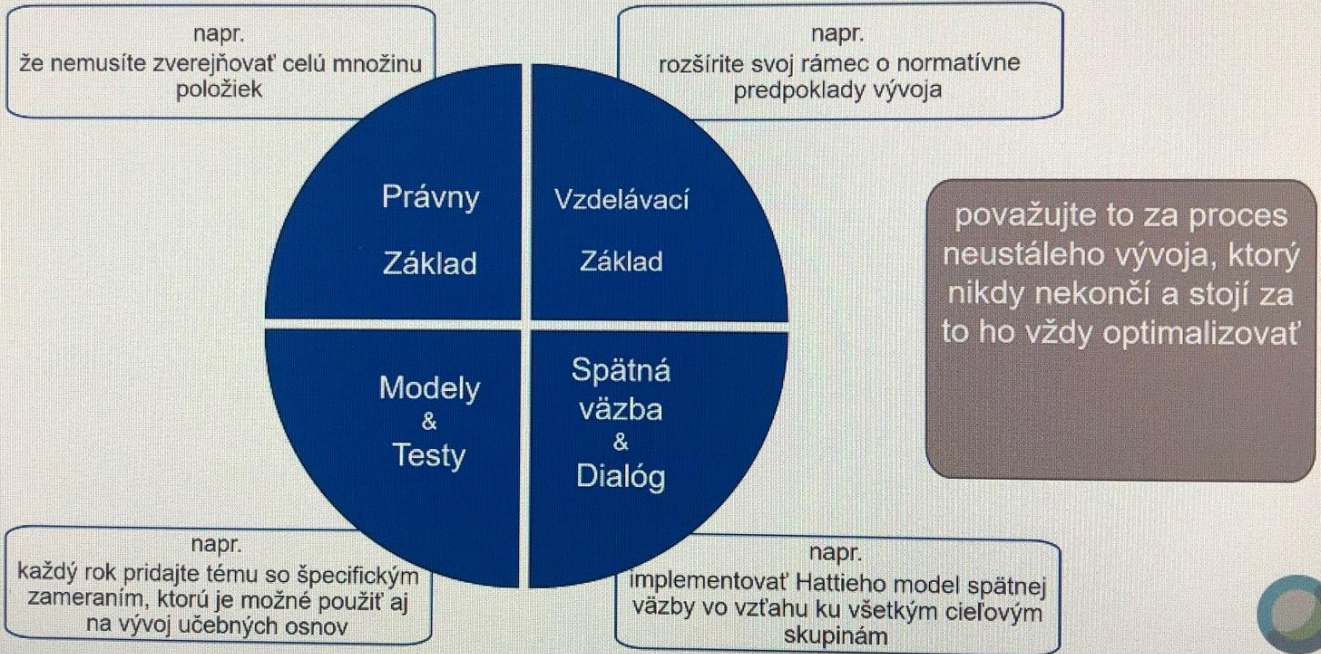 napr.
že nemusíte zverejňovať celú množinu
položiek
napr.
rozšírite svoj rámec o normatívne
predpoklady vývoja
Právny
Základ
Vzdelávací
Základ
považujte to za proces
neustáleho vývoja, ktorý
nikdy nekončí a stojí za
to ho vždy optimalizovať
Modely
&
Testy
Spätná
väzba
&
Dialóg
napr.
každý rok pridajte tému so špecifickým
zameraním, ktorú je možné použiť aj
na vývoj učebných osnov
napr.
implementovať Hattieho model spätnej
väzby vo vzťahu ku všetkým cieľovým
skupinám